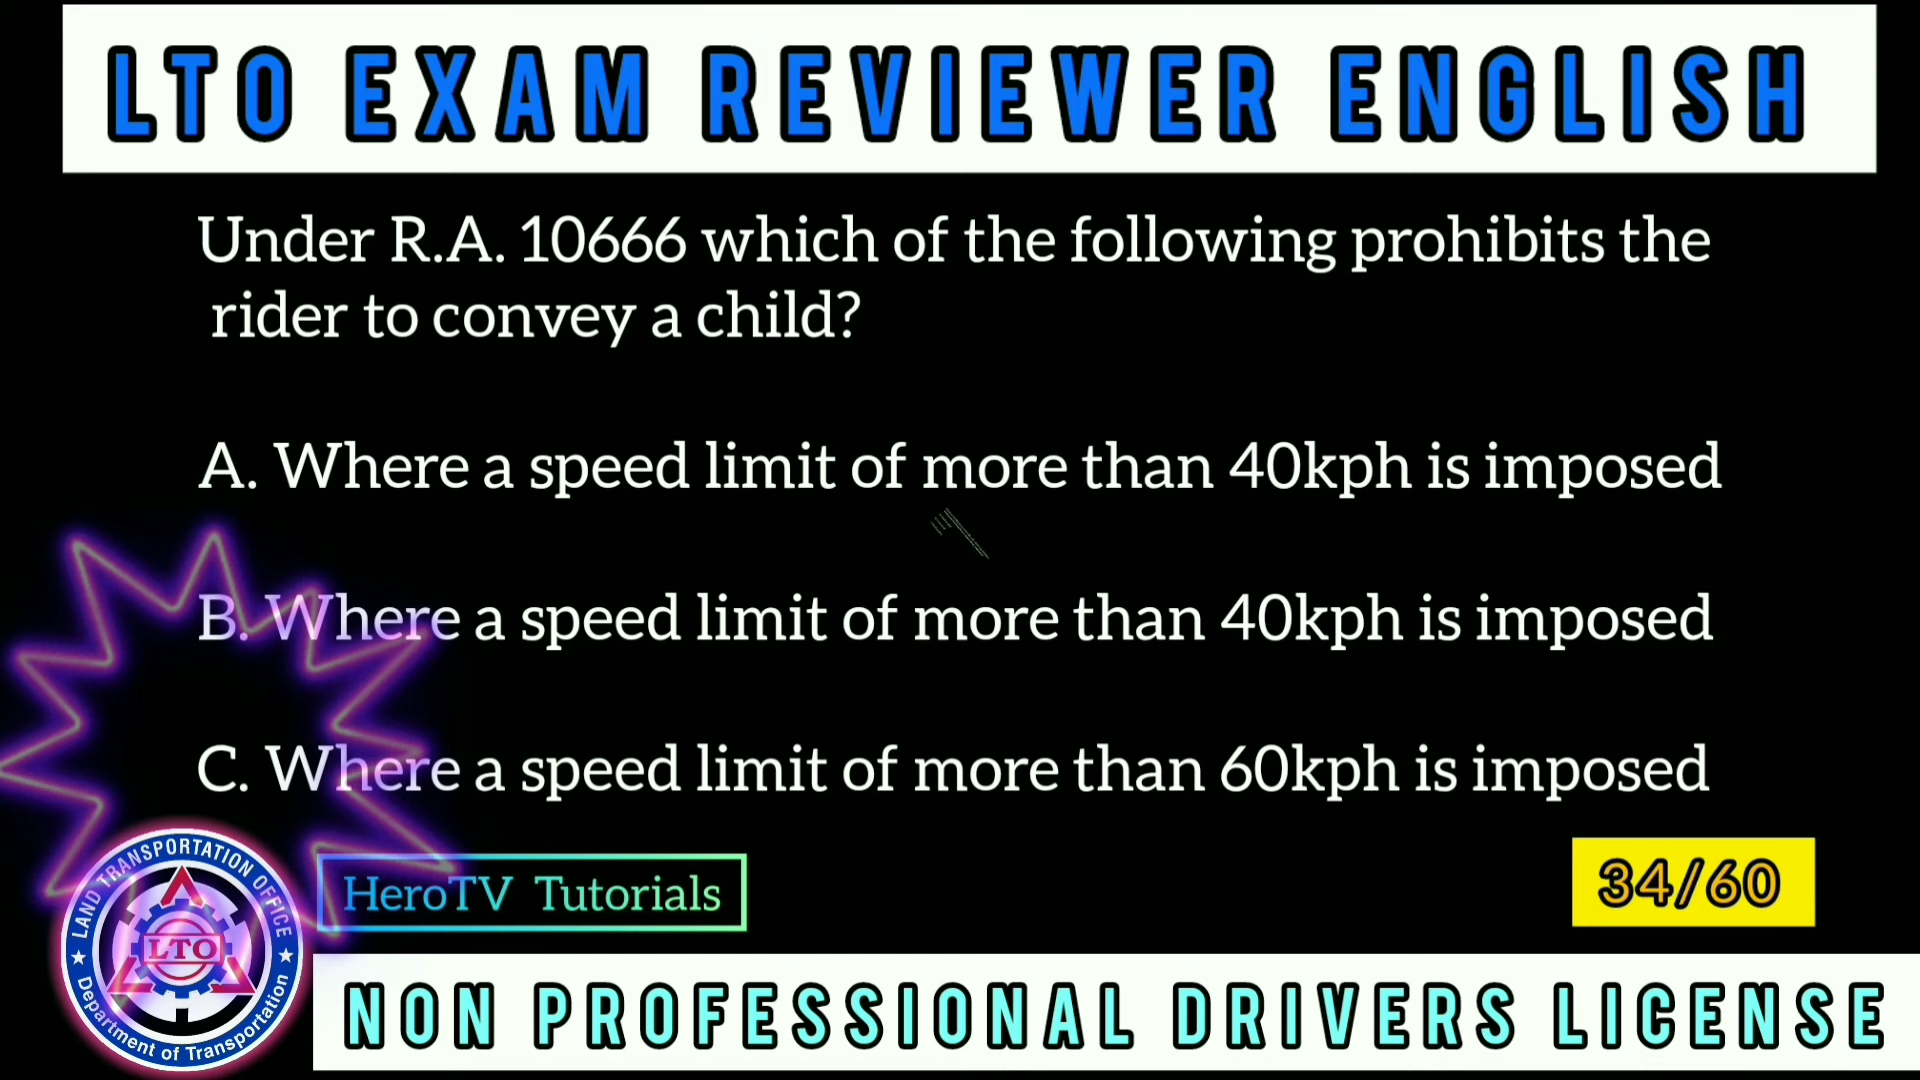 LTO EXAM REVIEWER ENGLISH
Under R.A. 10666 which of the following prohibits the
rider to convey a child?
A. Where a speed limit of more than 40kph is imposed
B. Where a speed limit of more than 40kph is imposed
C. Where a speed limit of more than 60kph is imposed
LAND TRANSPORTATION OFFICE
LTO
Department of Transportation
HeroTV Tutorials
34/60
NON PROFESSIONAL DRIVERS LICENSE